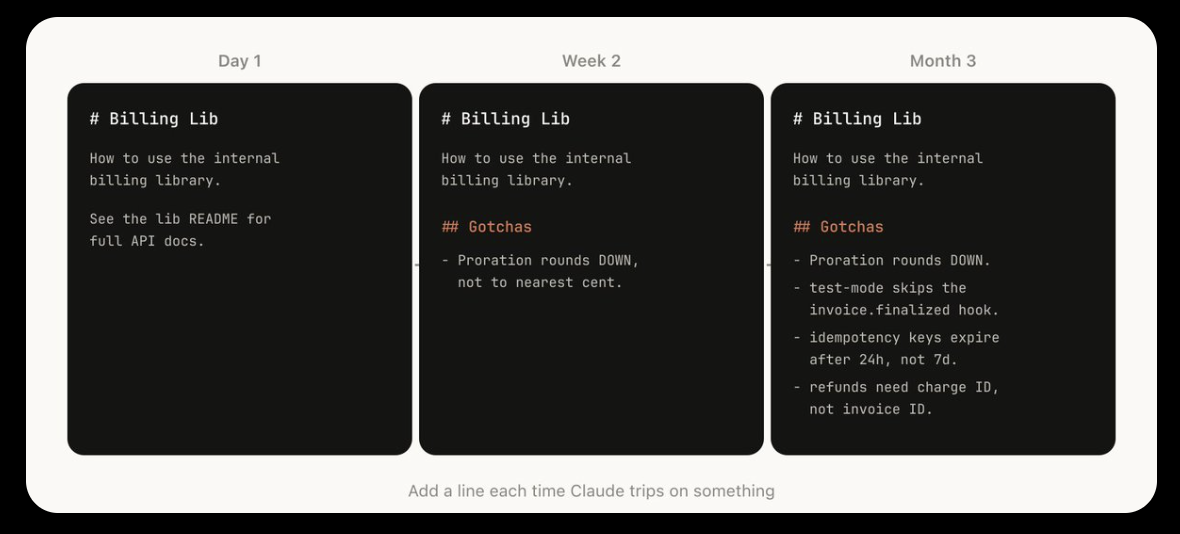 Day 1
# Billing Lib
How to use the internal
billing library.
See the lib README for
full API docs.
Week 2
# Billing Lib
How to use the internal
billing library.
## Gotchas
- Proration rounds DOWN,
not to nearest cent.
Month 3
# Billing Lib
How to use the internal
billing library.
## Gotchas
- Proration rounds DOWN.
- test-mode skips the
invoice.finalized hook.
- idempotency keys expire
after 24h, not 7d.
- refunds need charge ID,
not invoice ID.
Add a line each time Claude trips on something